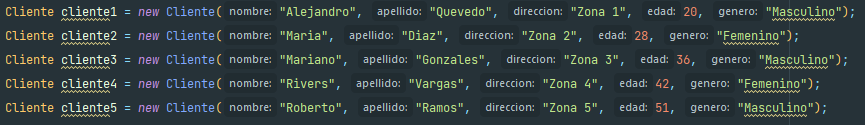 Cliente cliente1 = new Cliente( nombre: "Alejandro", apellido: "Quevedo", direccion: "Zona 1", edad: 20, genero: "Masculino");
Cliente cliente2 = new Cliente( nombre: "Maria", apellido: "Diaz", direccion: "Zona 2", edad: 28, genero: "Femenino");
Cliente cliente3 = new Cliente( nombre: "Mariano", apellido: "Gonzales", direccion: "Zona 3", edad: 36, genero: "Masculino");
Cliente cliente4 = new Cliente( nombre: "Rivers", apellido: "Vargas", direccion: "Zona 4", edad: 42, genero: "Femenino");
Cliente cliente5 = new Cliente( nombre: "Roberto", apellido: "Ramos", direccion: "Zona 5", edad: 51, genero: "Masculino");